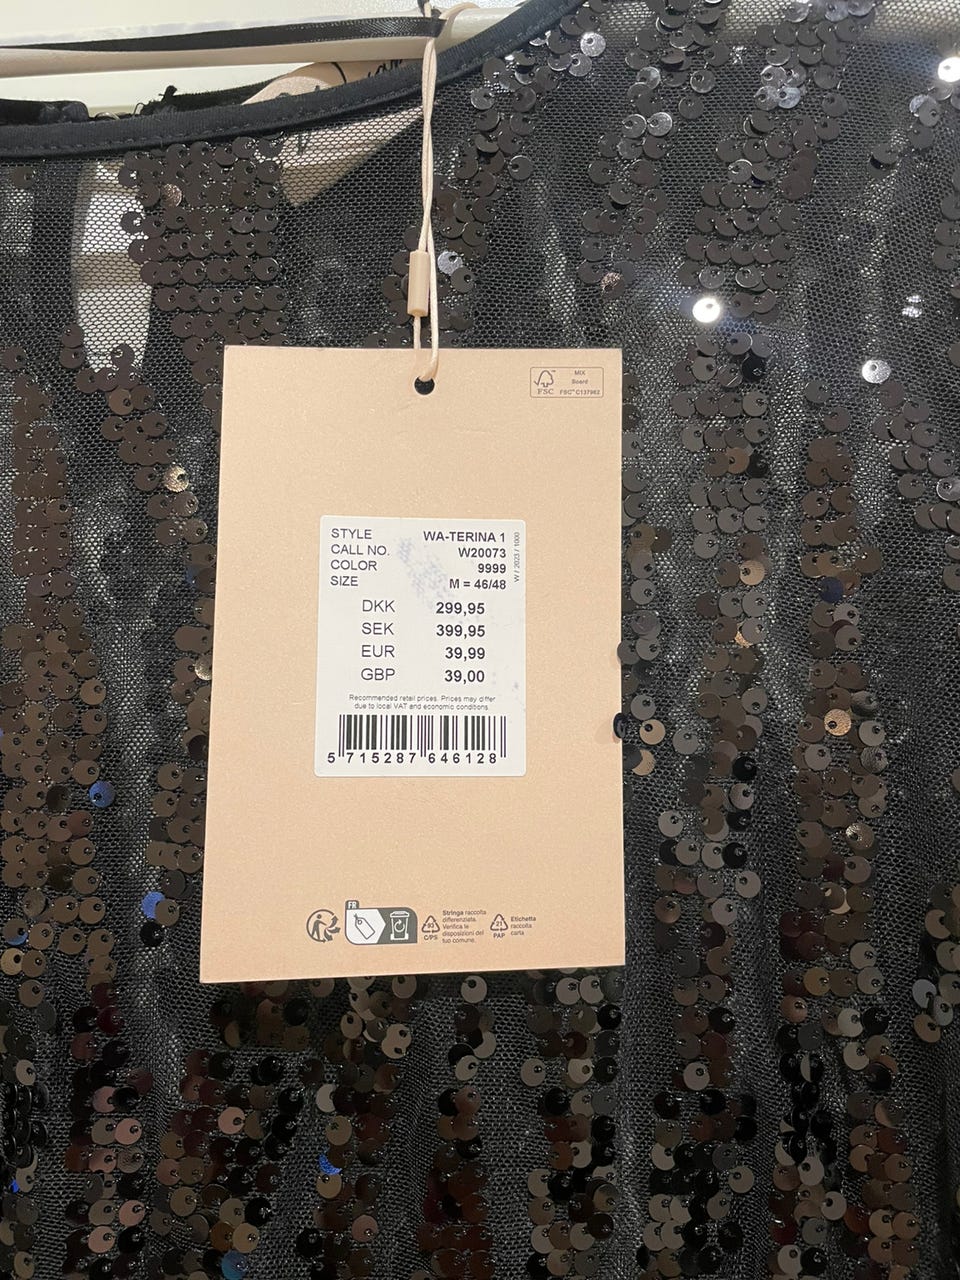 MIX
Board
FSC FSC™ C137962
STYLE WA-TERINA 1
CALL NO. W20073
COLOR 9999
SIZE M = 46/48
W / 2023 / 1000
DKK 299,95
SEK 399,95
EUR 39,99
GBP 39,00
Recommended retail prices. Prices may differ
due to local VAT and economic conditions.
5 715287 646128
FR
Stringa raccolta
differenziata.
Verifica le
disposizioni del
tuo comune.
93
C/PS
21
PAP
Etichetta
raccolta
carta